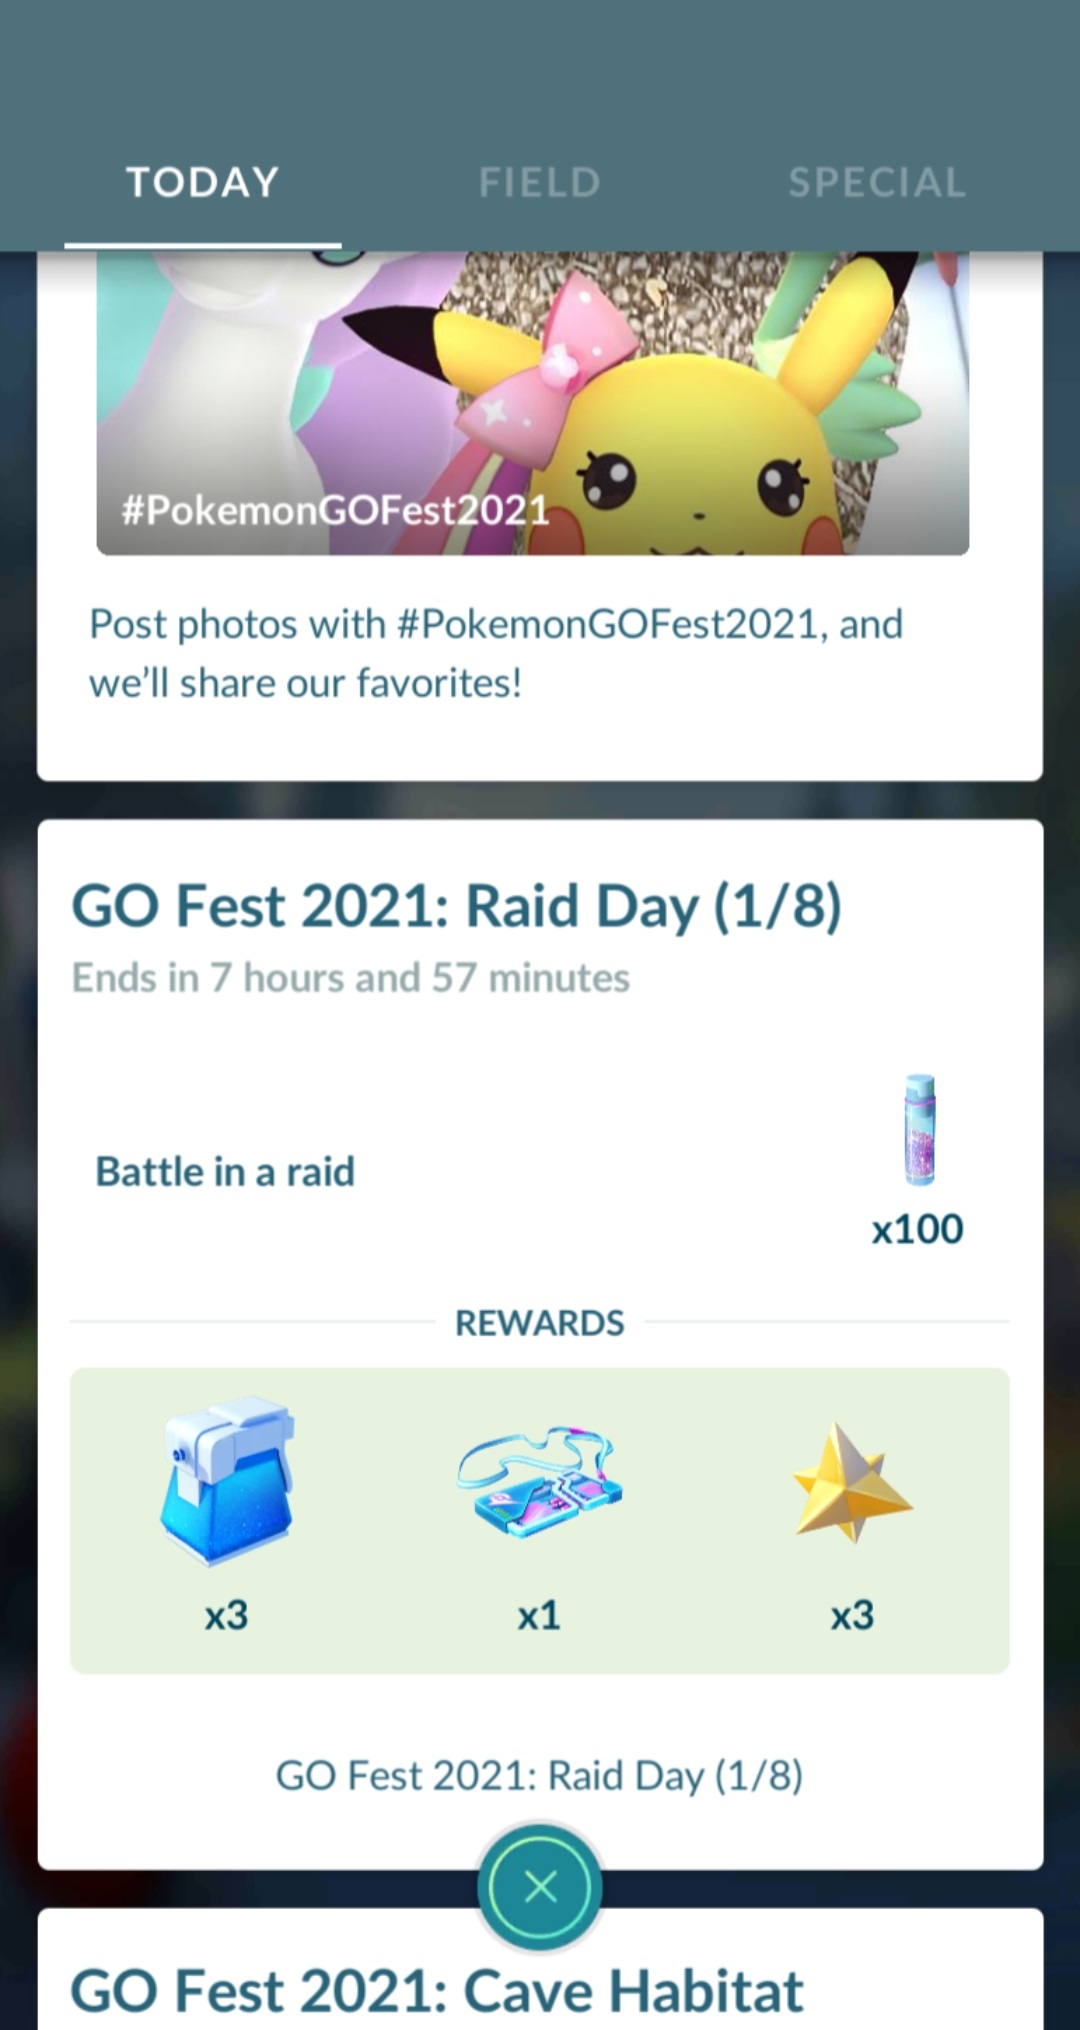 TODAY
FIELD
SPECIAL
#PokemonGOFest2021
Post photos with #PokemonGOFest2021, and
we’ll share our favorites!
GO Fest 2021: Raid Day (1/8)
Ends in 7 hours and 57 minutes
Battle in a raid
x100
REWARDS
x3
x1
x3
GO Fest 2021: Raid Day (1/8)
GO Fest 2021: Cave Habitat